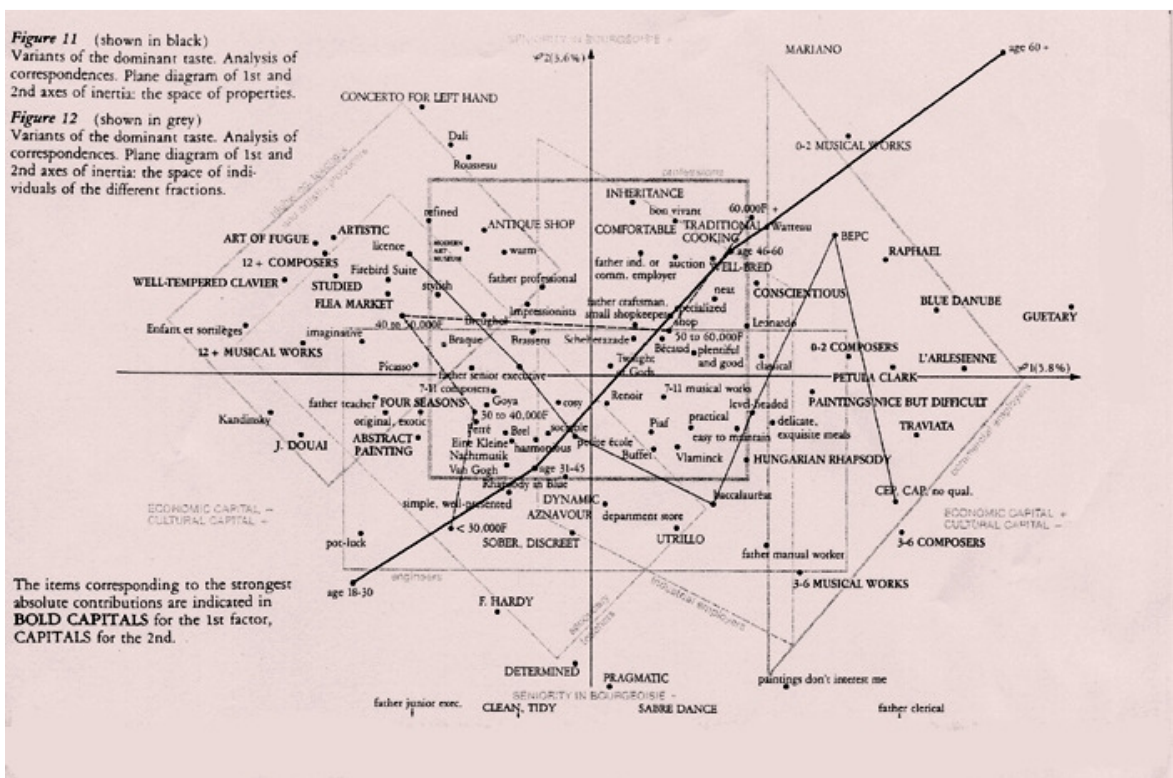 Figure 11 (shown in black)
Variants of the dominant taste. Analysis of
correspondences. Plane diagram of 1st and
2nd axes of inertia: the space of properties.
Figure 12 (shown in grey)
Variants of the dominant taste. Analysis of
correspondences. Plane diagram of 1st and
2nd axes of inertia: the space of indi-
viduals of the different fractions.
SENIORITY IN BOURGEOISIE +
MARIANO
age 60 +
2(3.6%)
CONCERTO FOR LEFT HAND
Dali
Rousseau
0-2 MUSICAL WORKS
professions
INHERITANCE
refined
bon vivant
60.000F +
ANTIQUE SHOP
COMFORTABLE
TRADITIONAL
COOKING
Watteau
BEPC
ARTISTIC
ART OF FUGUE
licence
MODERN
ART
MUSEUM
warm
age 46-60
RAPHAEL
12 + COMPOSERS
father ind. or
comm. employer
auction
WELL-BRED
Firebird Suite
father professional
WELL-TEMPERED CLAVIER
STUDIED
stylish
neat
CONSCIENTIOUS
FLEA MARKET
father craftsman,
small shopkeeper
specialized
shop
BLUE DANUBE
Impressionists
GUETARY
40 to 50.000F
Breughel
Leonardo
Enfant et sortilèges
imaginative
Braque
Brassens
Scheherazade
50 to 60.000F
12 + MUSICAL WORKS
Bécaud
plentiful
and good
0-2 COMPOSERS
Twilight
of Gods
classical
L'ARLESIENNE
Picasso
father senior executive
PETULA CLARK
1(5.8%)
7-11 composers
7-11 musical works
father teacher
FOUR SEASONS
Goya
cosy
Renoir
level-headed
PAINTINGS NICE BUT DIFFICULT
Kandinsky
original, exotic
30 to 40.000F
Piaf
practical
delicate,
exquisite meals
TRAVIATA
Ferré
Brel
sociable
J. DOUAI
ABSTRACT
PAINTING
Eine Kleine
Nachtmusik
harmonious
petite école
easy to maintain
Buffet
Vlaminck
HUNGARIAN RHAPSODY
Van Gogh
age 31-45
Rhapsody in Blue
simple, well-presented
DYNAMIC
baccalauréat
CEP, CAP, no qual.
AZNAVOUR
department store
ECONOMIC CAPITAL –
CULTURAL CAPITAL +
ECONOMIC CAPITAL +
CULTURAL CAPITAL –
< 30.000F
pot-luck
SOBER, DISCREET
UTRILLO
father manual worker
3-6 COMPOSERS
commercial employers
engineers
3-6 MUSICAL WORKS
The items corresponding to the strongest
absolute contributions are indicated in
BOLD CAPITALS for the 1st factor,
CAPITALS for the 2nd.
age 18-30
industrial employers
F. HARDY
DETERMINED
PRAGMATIC
paintings don't interest me
SENIORITY IN BOURGEOISIE –
father junior exec.
CLEAN, TIDY
SABRE DANCE
father clerical